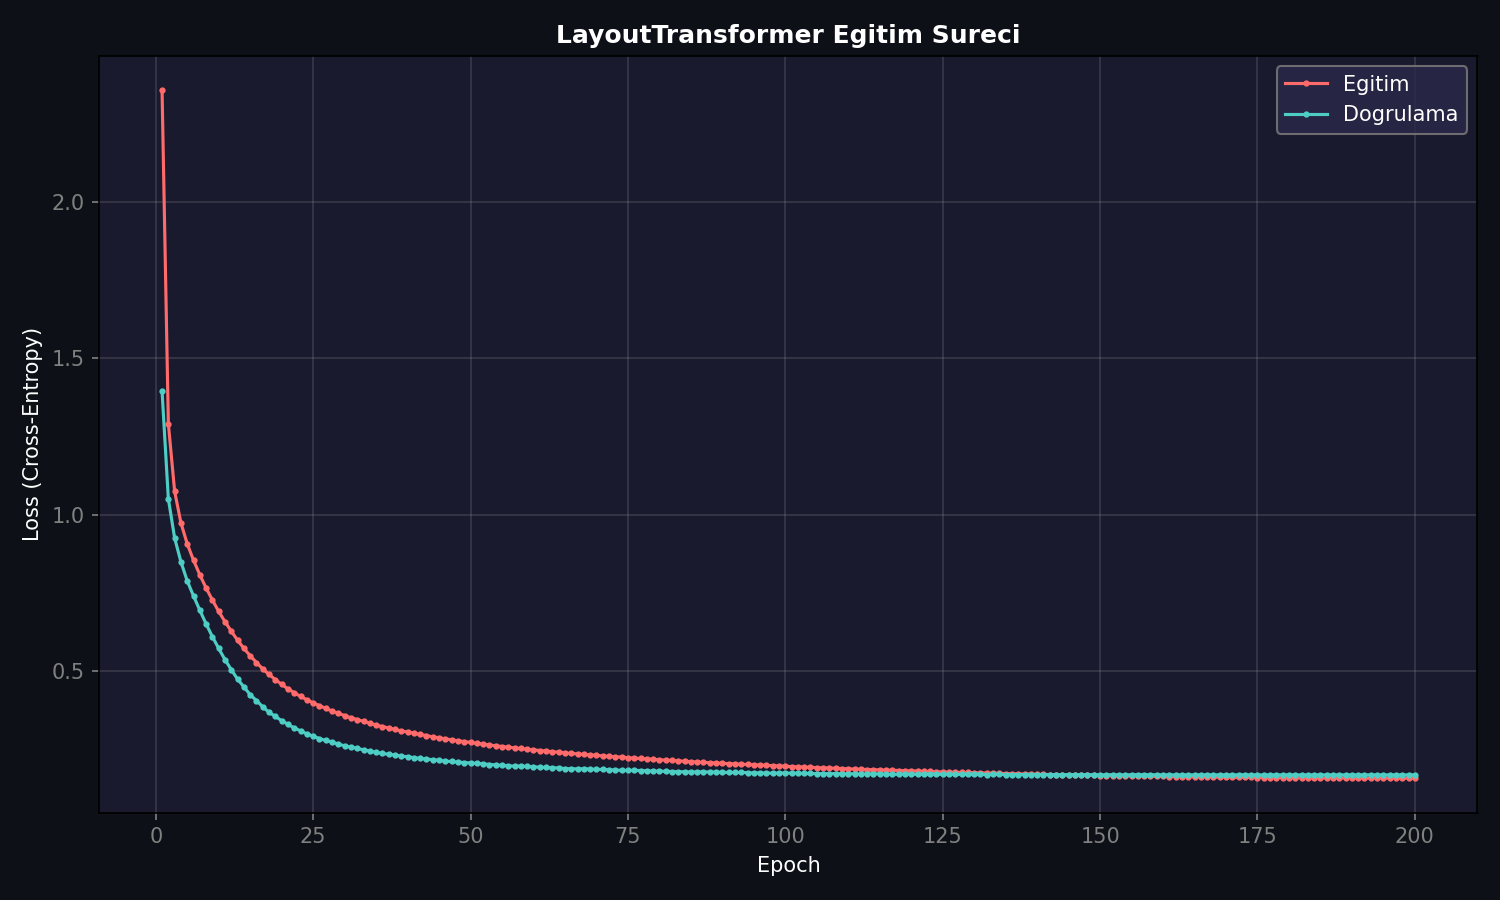 LayoutTransformer Egitim Sureci
Egitim
Dogrulama
Loss (Cross-Entropy)
2.0
1.5
1.0
0.5
0 25 50 75 100 125 150 175 200
Epoch